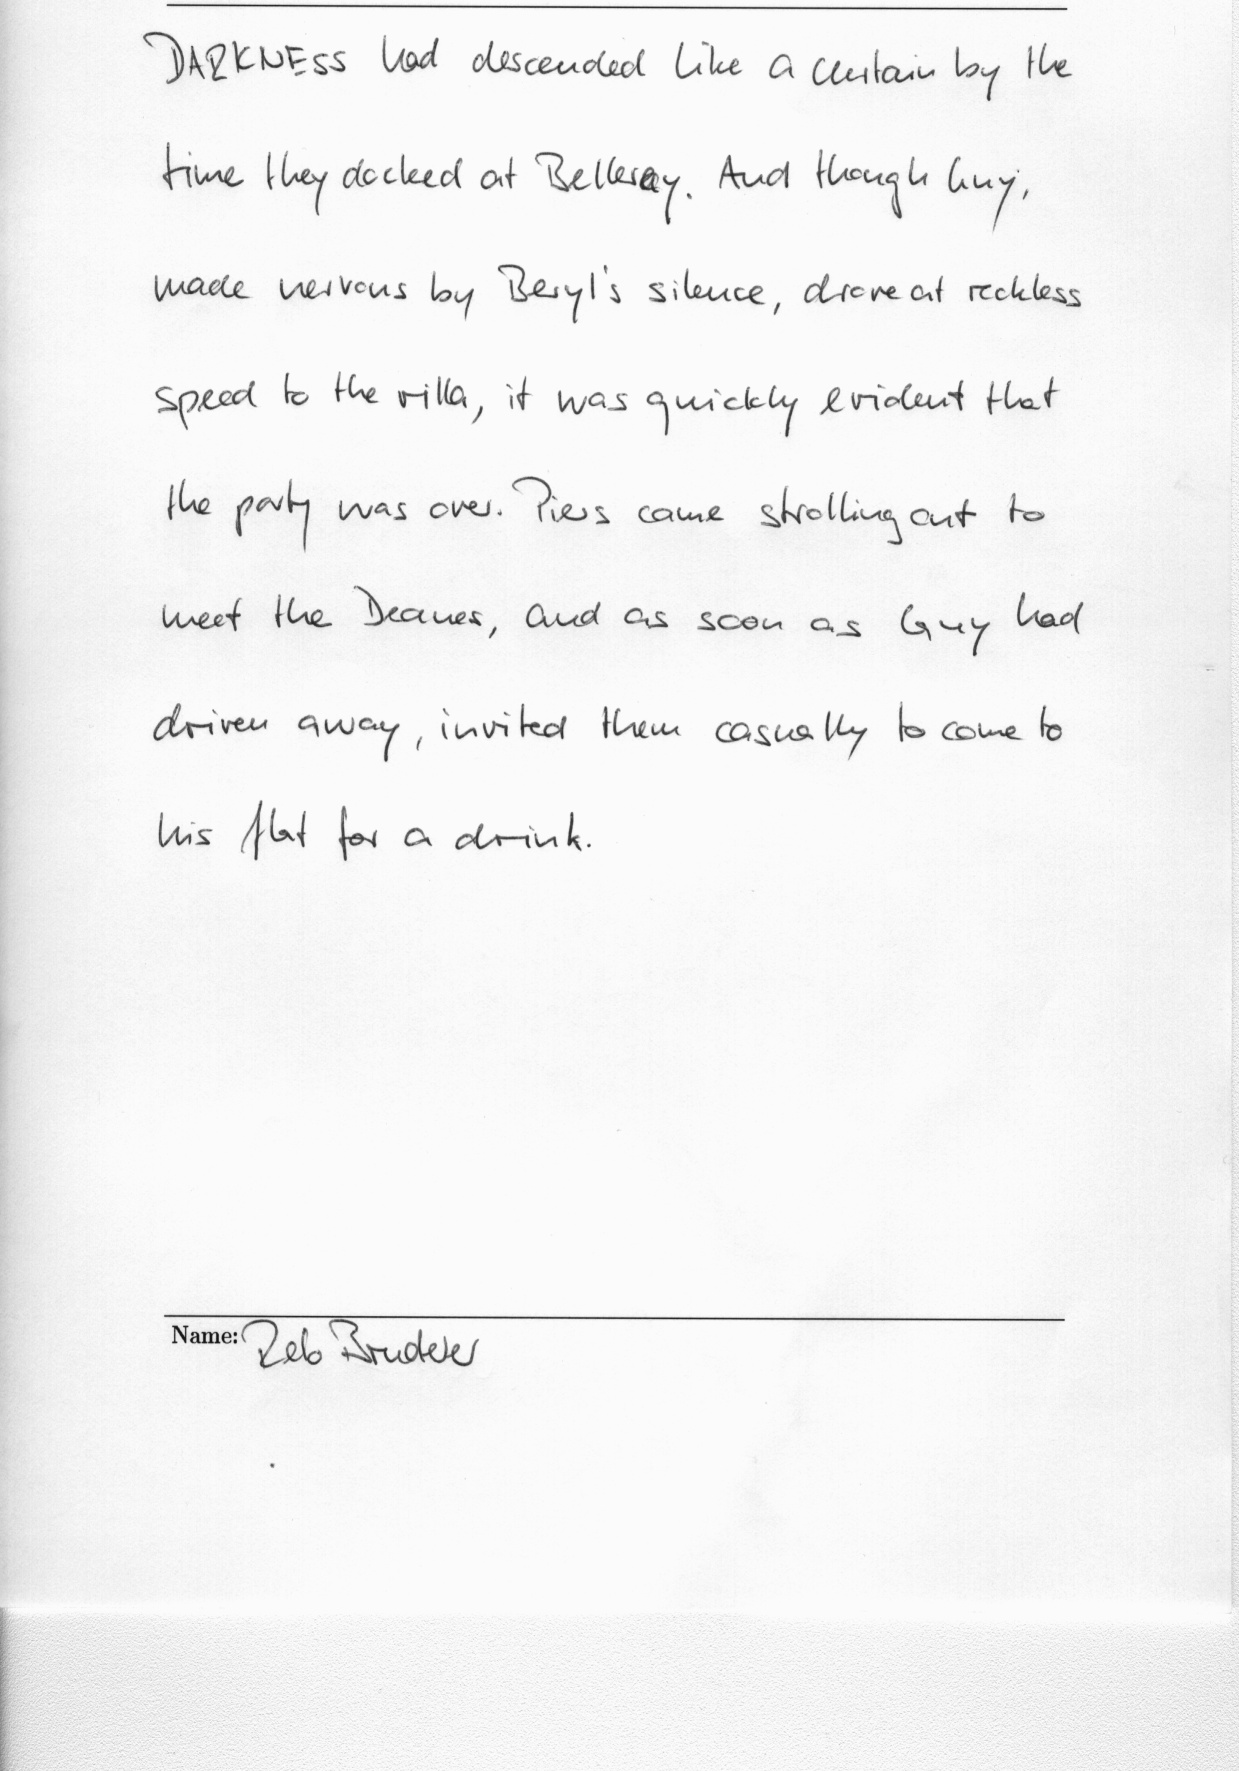 DARKNESS had descended like a curtain by the
time they docked at Belleray. And though Guy,
made nervous by Beryl's silence, drove at reckless
speed to the villa, it was quickly evident that
the party was over. Piers came strolling out to
meet the Deanes, and as soon as Guy had
driven away, invited them casually to come to
his flat for a drink.
Name: Reto Bruderer